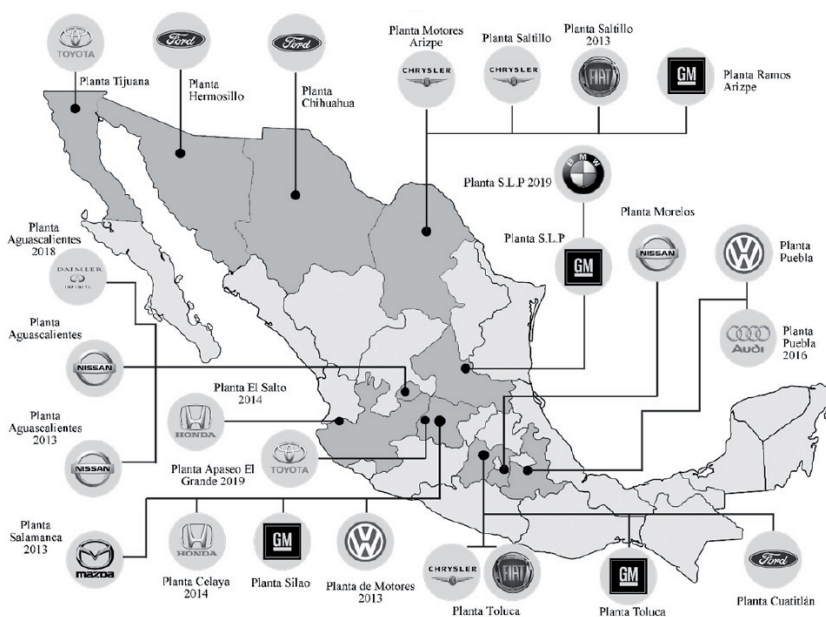 TOYOTA
Planta Tijuana
Ford
Planta
Hermosillo
Ford
Planta
Chihuahua
Planta Motores
Arizpe
CHRYSLER
Planta Saltillo
CHRYSLER
Planta Saltillo
2013
FIAT
GM
Planta Ramos
Arizpe
BMW
Planta S.L.P 2019
Planta S.L.P
GM
Planta Morelos
NISSAN
Planta
Puebla
Audi
Planta
Puebla
2016
Planta
Aguascalientes
2018
DAIMLER
INFINITI
Planta
Aguascalientes
NISSAN
Planta
Aguascalientes
2013
NISSAN
Planta El Salto
2014
HONDA
Planta Apaseo El
Grande 2019
TOYOTA
Planta
Salamanca
2013
mazda
HONDA
Planta Celaya
2014
GM
Planta Silao
Planta de Motores
2013
CHRYSLER
FIAT
Planta Toluca
GM
Planta Toluca
Ford
Planta Cuatitlán